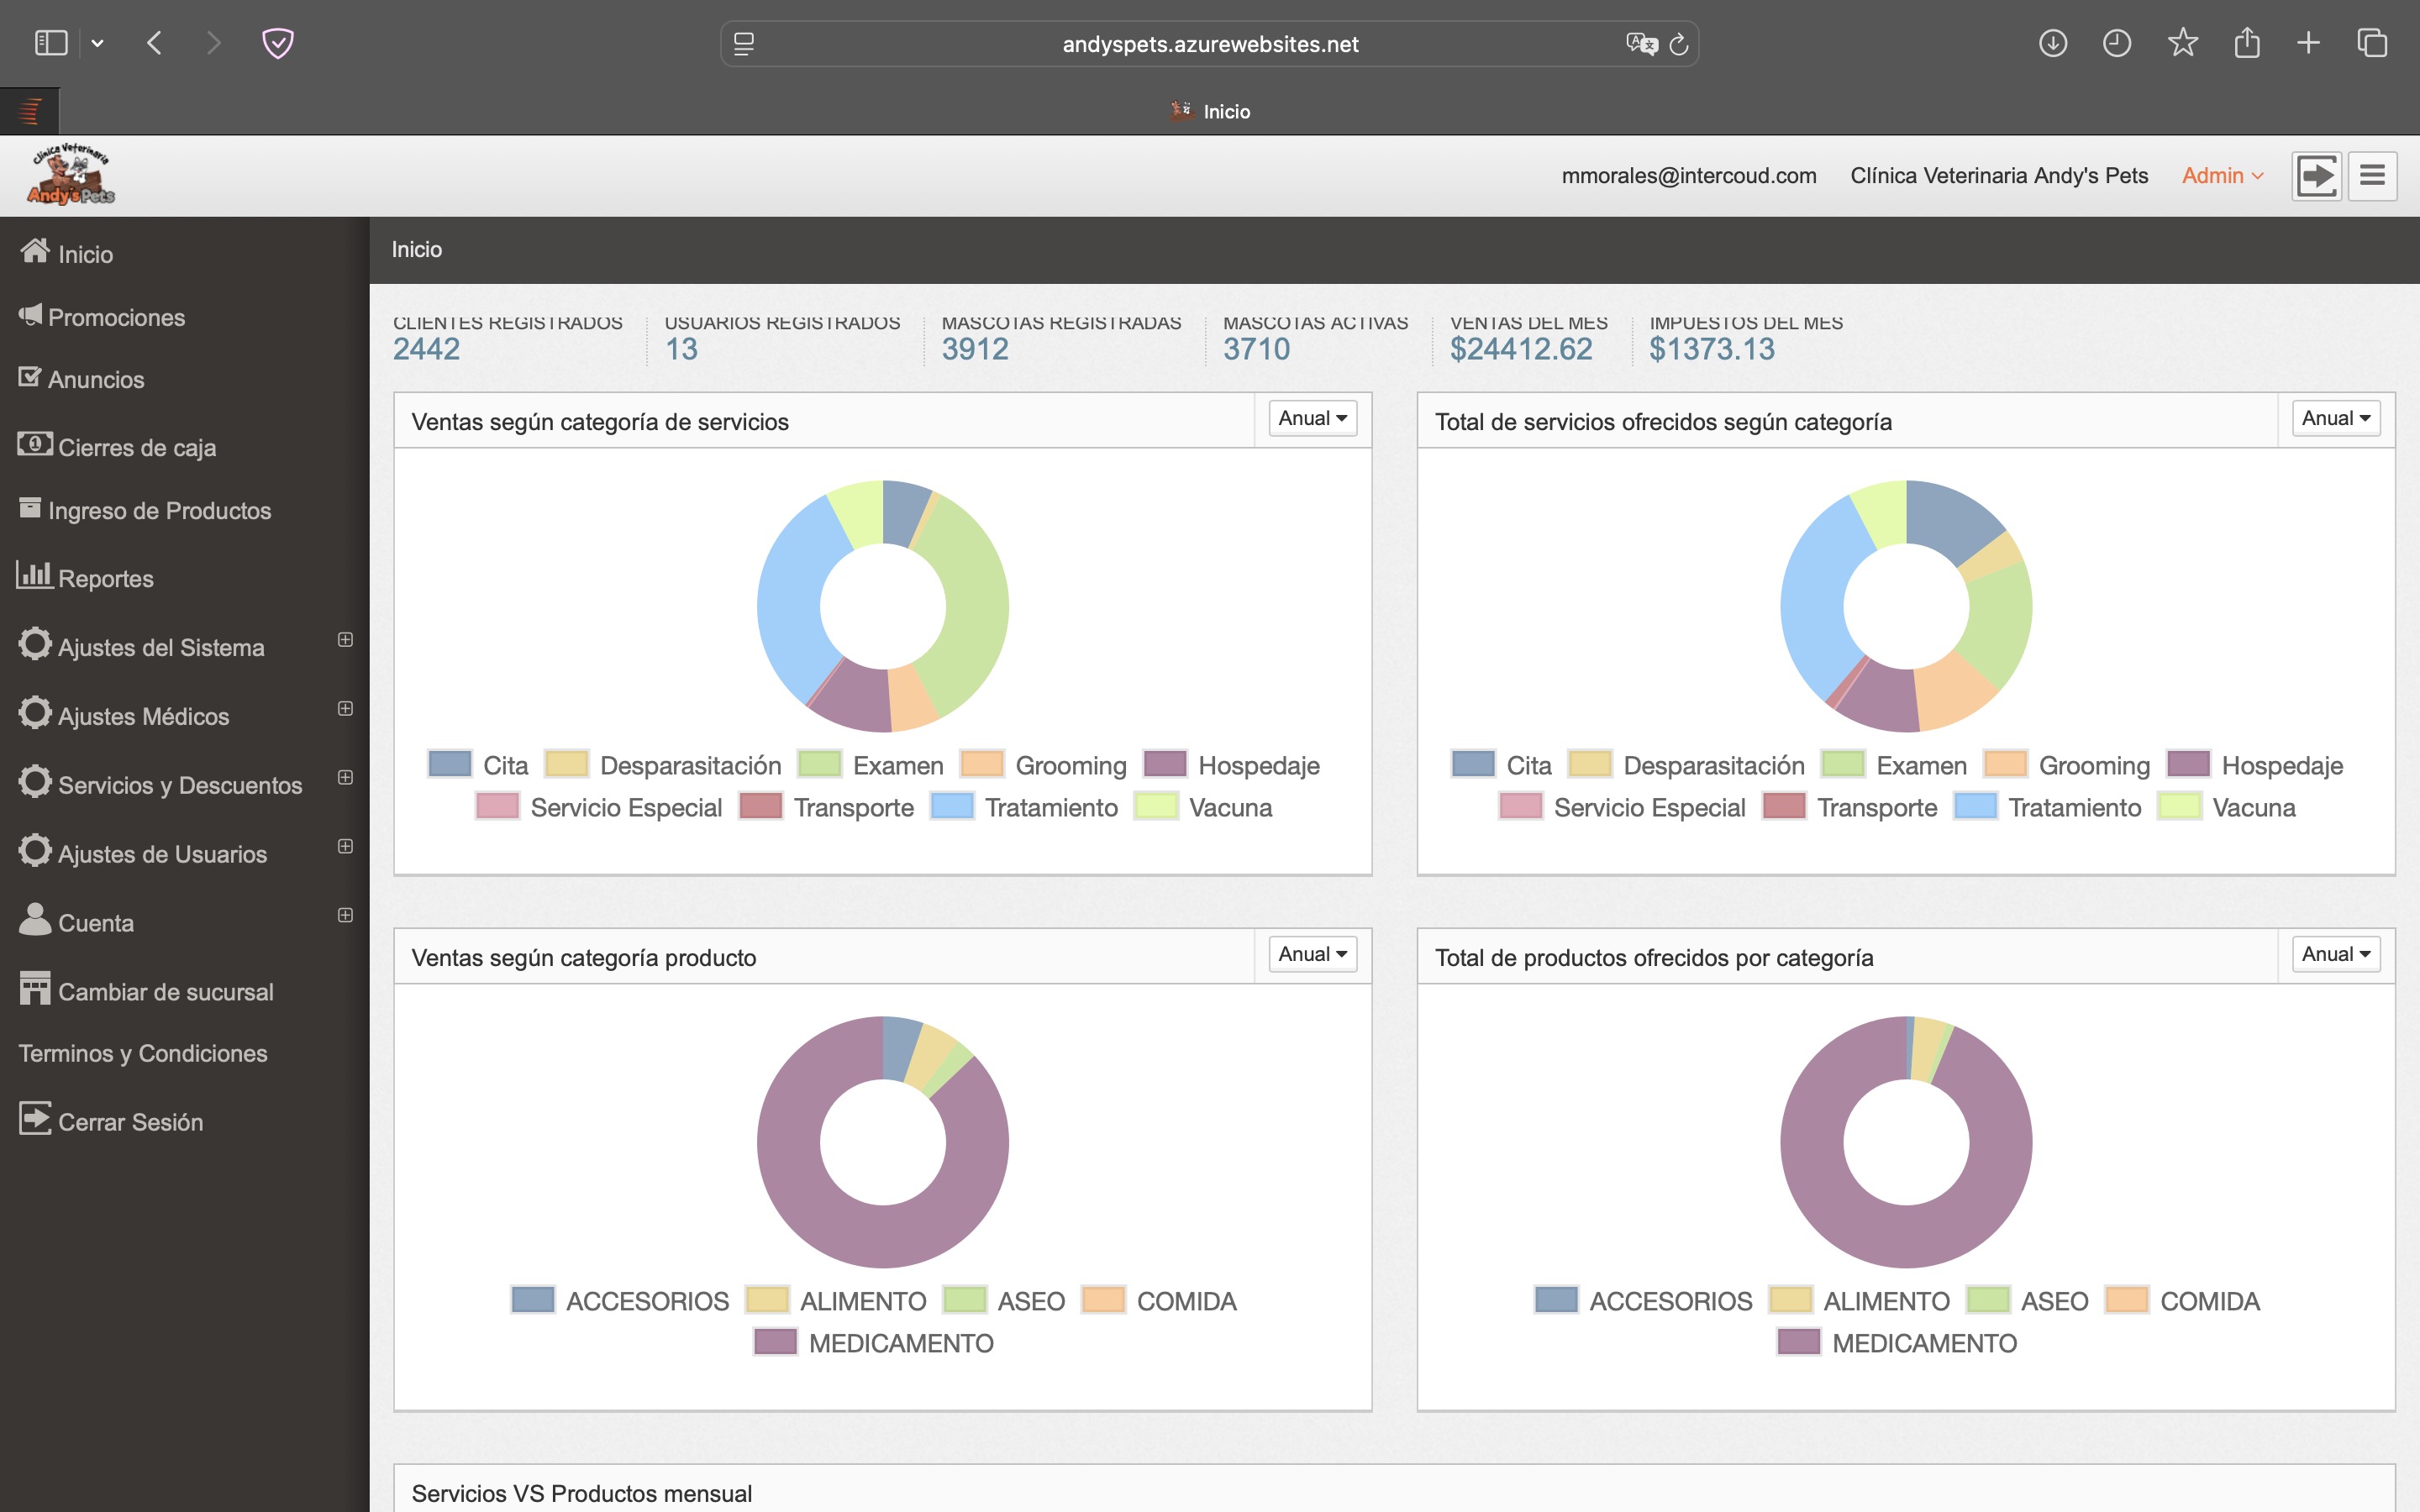 andyspets.azurewebsites.net
Inicio
Clínica Veterinaria
Andy'sPets
mmorales@intercoud.com Clínica Veterinaria Andy's Pets Admin
Inicio
Promociones
Anuncios
Cierres de caja
Ingreso de Productos
Reportes
Ajustes del Sistema
Ajustes Médicos
Servicios y Descuentos
Ajustes de Usuarios
Cuenta
Cambiar de sucursal
Terminos y Condiciones
Cerrar Sesión
Inicio
CLIENTES REGISTRADOS
2442
USUARIOS REGISTRADOS
13
MASCOTAS REGISTRADAS
3912
MASCOTAS ACTIVAS
3710
VENTAS DEL MES
$24412.62
IMPUESTOS DEL MES
$1373.13
Ventas según categoría de servicios Anual
Cita Desparasitación Examen Grooming Hospedaje
Servicio Especial Transporte Tratamiento Vacuna
Total de servicios ofrecidos según categoría Anual
Cita Desparasitación Examen Grooming Hospedaje
Servicio Especial Transporte Tratamiento Vacuna
Ventas según categoría producto Anual
ACCESORIOS ALIMENTO ASEO COMIDA
MEDICAMENTO
Total de productos ofrecidos por categoría Anual
ACCESORIOS ALIMENTO ASEO COMIDA
MEDICAMENTO
Servicios VS Productos mensual